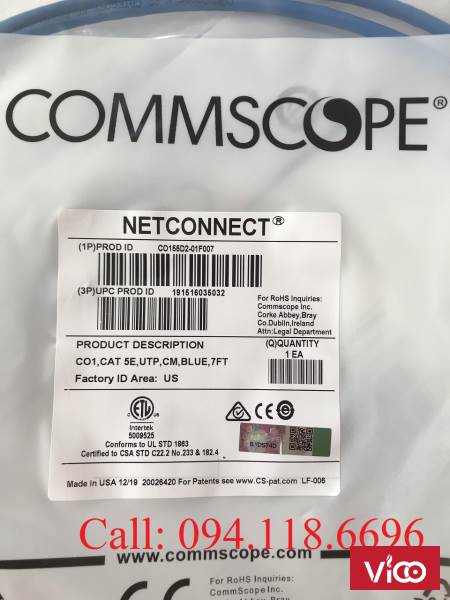 COMMSCOPE®
NETCONNECT®
(1P)PROD ID CO155D2-01F007
(3P)UPC PROD ID 191516035032
For RoHS Inquiries:
Commscope Inc.
Corke Abbey,Bray
Co.Dublin,Ireland
Attn:Legal Department
PRODUCT DESCRIPTION
(Q)QUANTITY
CO1,CAT 5E,UTP,CM,BLUE,7FT
1 EA
Factory ID Area: US
ETL
Intertek
5009525
Conforms to UL STD 1863
Certified to CSA STD C22.2 No.233 & 182.4
Made in USA 12/19 20026420 For Patents see www.CS-pat.com LF-006
Call: 094.118.6696
www.commscope.com
For RoHS Inquiries:
CommScope Inc.
VICO